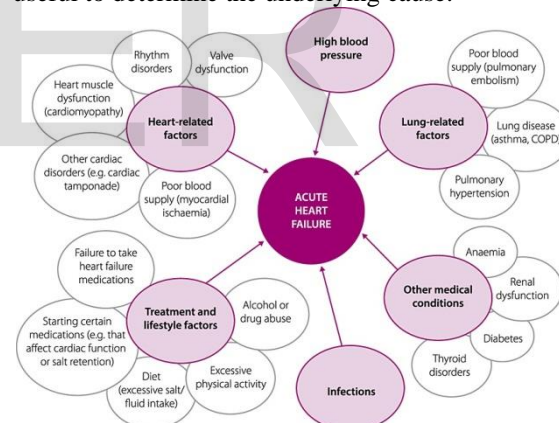 useful to determine the underlying cause.
ER
High blood
pressure
Rhythm
disorders
Valve
dysfunction
Heart muscle
dysfunction
(cardiomyopathy)
Heart-related
factors
Other cardiac
disorders (e.g. cardiac
tamponade)
Poor blood
supply (myocardial
ischaemia)
Poor blood
supply (pulmonary
embolism)
Lung-related
factors
Lung disease
(asthma, COPD)
Pulmonary
hypertension
ACUTE
HEART
FAILURE
Failure to take
heart failure
medications
Starting certain
medications (e.g. that
affect cardiac function
or salt retention)
Treatment and
lifestyle factors
Alcohol or
drug abuse
Diet
(excessive salt/
fluid intake)
Excessive
physical activity
Infections
Other medical
conditions
Anaemia
Renal
dysfunction
Diabetes
Thyroid
disorders